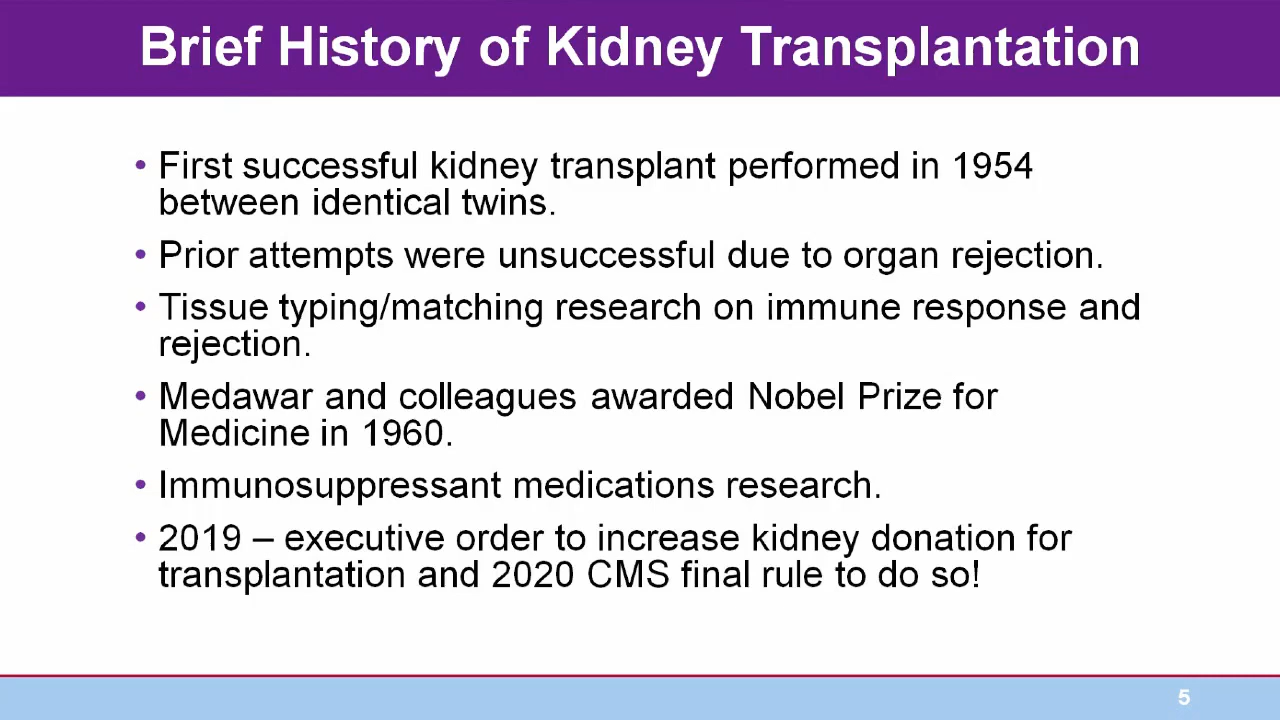 Brief History of Kidney Transplantation
• First successful kidney transplant performed in 1954
between identical twins.
• Prior attempts were unsuccessful due to organ rejection.
• Tissue typing/matching research on immune response and
rejection.
• Medawar and colleagues awarded Nobel Prize for
Medicine in 1960.
• Immunosuppressant medications research.
• 2019 – executive order to increase kidney donation for
transplantation and 2020 CMS final rule to do so!
5